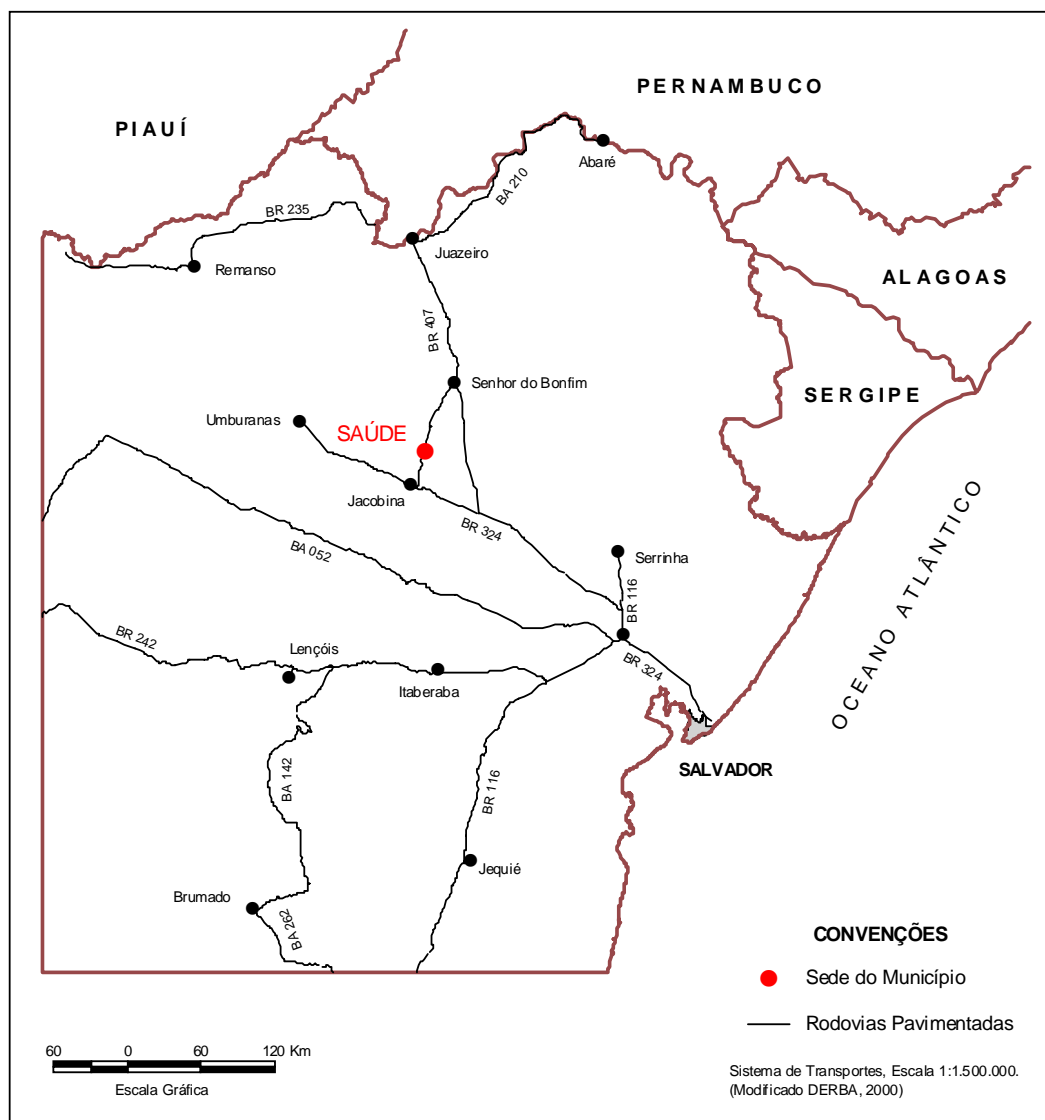 PERNAMBUCO
PIAUÍ
Abaré
BA 210
BR 235
Juazeiro
Remanso
ALAGOAS
BR 407
Senhor do Bonfim
SERGIPE
Umburanas
SAÚDE
Jacobina
BR 324
OCEANO ATLÂNTICO
BA 052
Serrinha
BR 116
BR 242
Lençóis
Itaberaba
BR 324
SALVADOR
BA 142
BR 116
Jequié
Brumado
BA 262
CONVENÇÕES
Sede do Município
Rodovias Pavimentadas
60 0 60 120 Km
Escala Gráfica
Sistema de Transportes, Escala 1:1.500.000.
(Modificado DERBA, 2000)